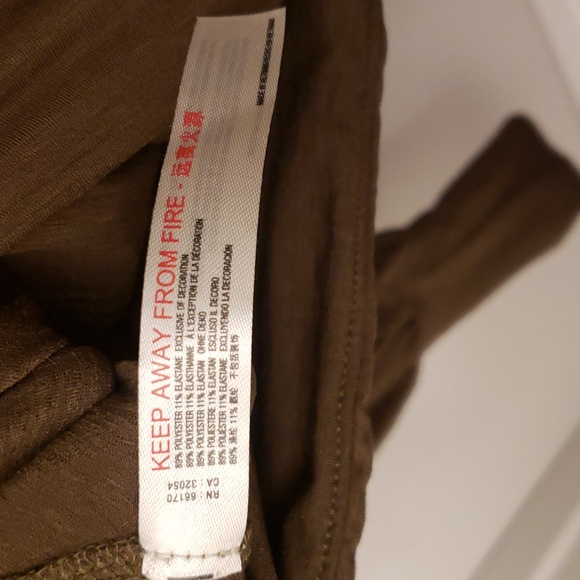 KEEP AWAY FROM FIRE - 远离火源
89% POLYESTER 11% ELASTANE EXCLUSIVE OF DECORATION
89% POLYESTER 11% ÉLASTHANNE À L'EXCEPTION DE LA DÉCORATION
89% POLYESTER 11% ELASTAN OHNE DEKO
89% POLIESTERE 11% ELASTAN ESCLUSO IL DECORO
89% POLIÉSTER 11% ELASTANE EXCLUYENDO LA DECORACIÓN
89% 涤纶 11% 氨纶 不包括装饰
RN : 86170
CA : 32054